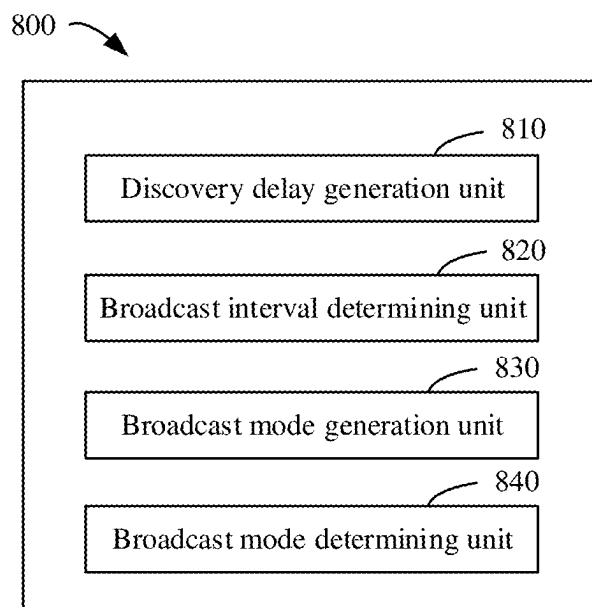 800
810
Discovery delay generation unit
820
Broadcast interval determining unit
830
Broadcast mode generation unit
840
Broadcast mode determining unit